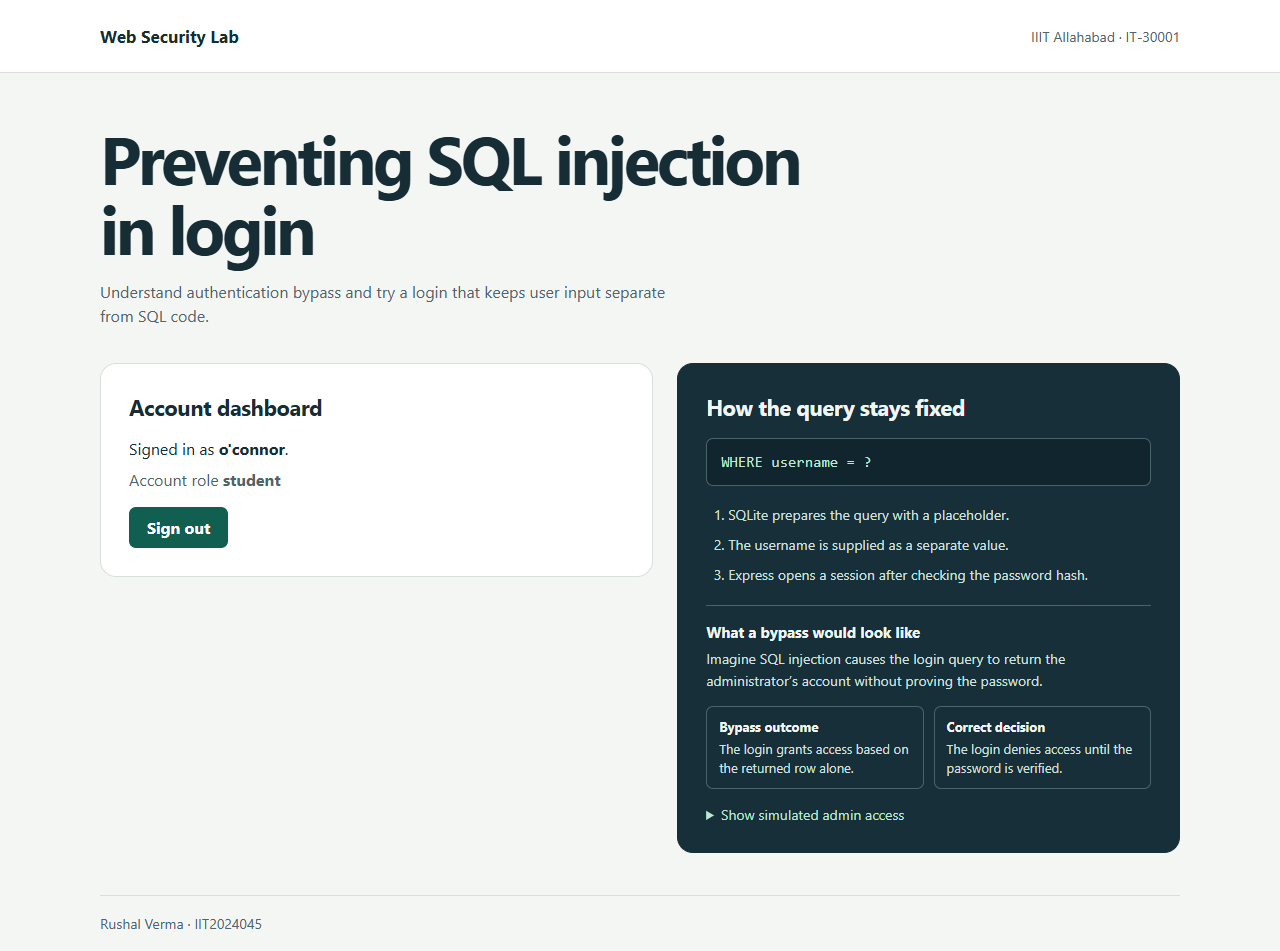 Web Security Lab
IIIT Allahabad · IT-30001
Preventing SQL injection
in login
Understand authentication bypass and try a login that keeps user input separate
from SQL code.
Account dashboard
Signed in as o'connor.
Account role student
Sign out
How the query stays fixed
WHERE username = ?
1. SQLite prepares the query with a placeholder.
2. The username is supplied as a separate value.
3. Express opens a session after checking the password hash.
What a bypass would look like
Imagine SQL injection causes the login query to return the
administrator's account without proving the password.
Bypass outcome
The login grants access based on
the returned row alone.
Correct decision
The login denies access until the
password is verified.
Show simulated admin access
Rushal Verma · IIT2024045